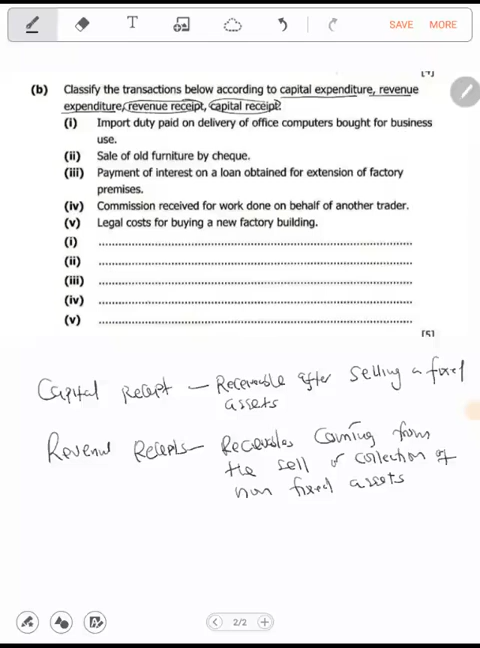 T
SAVE
MORE
(b) Classify the transactions below according to capital expenditure, revenue
expenditure, revenue receipt, capital receipt.
(i) Import duty paid on delivery of office computers bought for business
use.
(ii) Sale of old furniture by cheque.
(iii) Payment of interest on a loan obtained for extension of factory
premises.
(iv) Commission received for work done on behalf of another trader.
(v) Legal costs for buying a new factory building.
(i) ................................................................
(ii) ................................................................
(iii) ................................................................
(iv) ................................................................
(v) ................................................................
[5]
Capital Receipt — Receivable after selling a fixed
assets
Revenue Receipts — Receivables coming from
the sell or collection of
non fixed assets
2/2